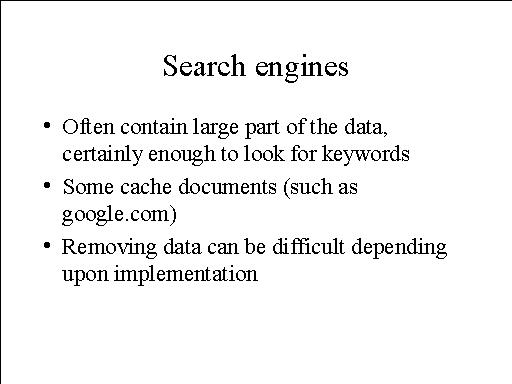 Search engines
• Often contain large part of the data,
certainly enough to look for keywords
• Some cache documents (such as
google.com)
• Removing data can be difficult depending
upon implementation